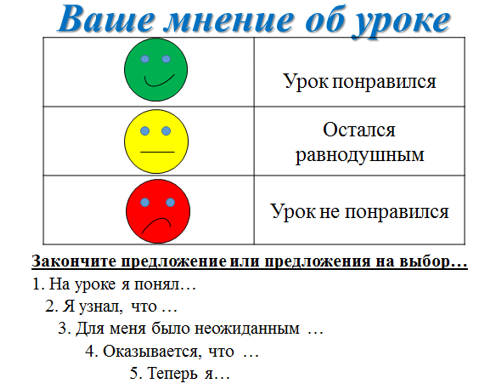 Ваше мнение об уроке
Урок понравился
Остался
равнодушным
Урок не понравился
Закончите предложение или предложения на выбор…
1. На уроке я понял…
2. Я узнал, что …
3. Для меня было неожиданным …
4. Оказывается, что …
5. Теперь я…